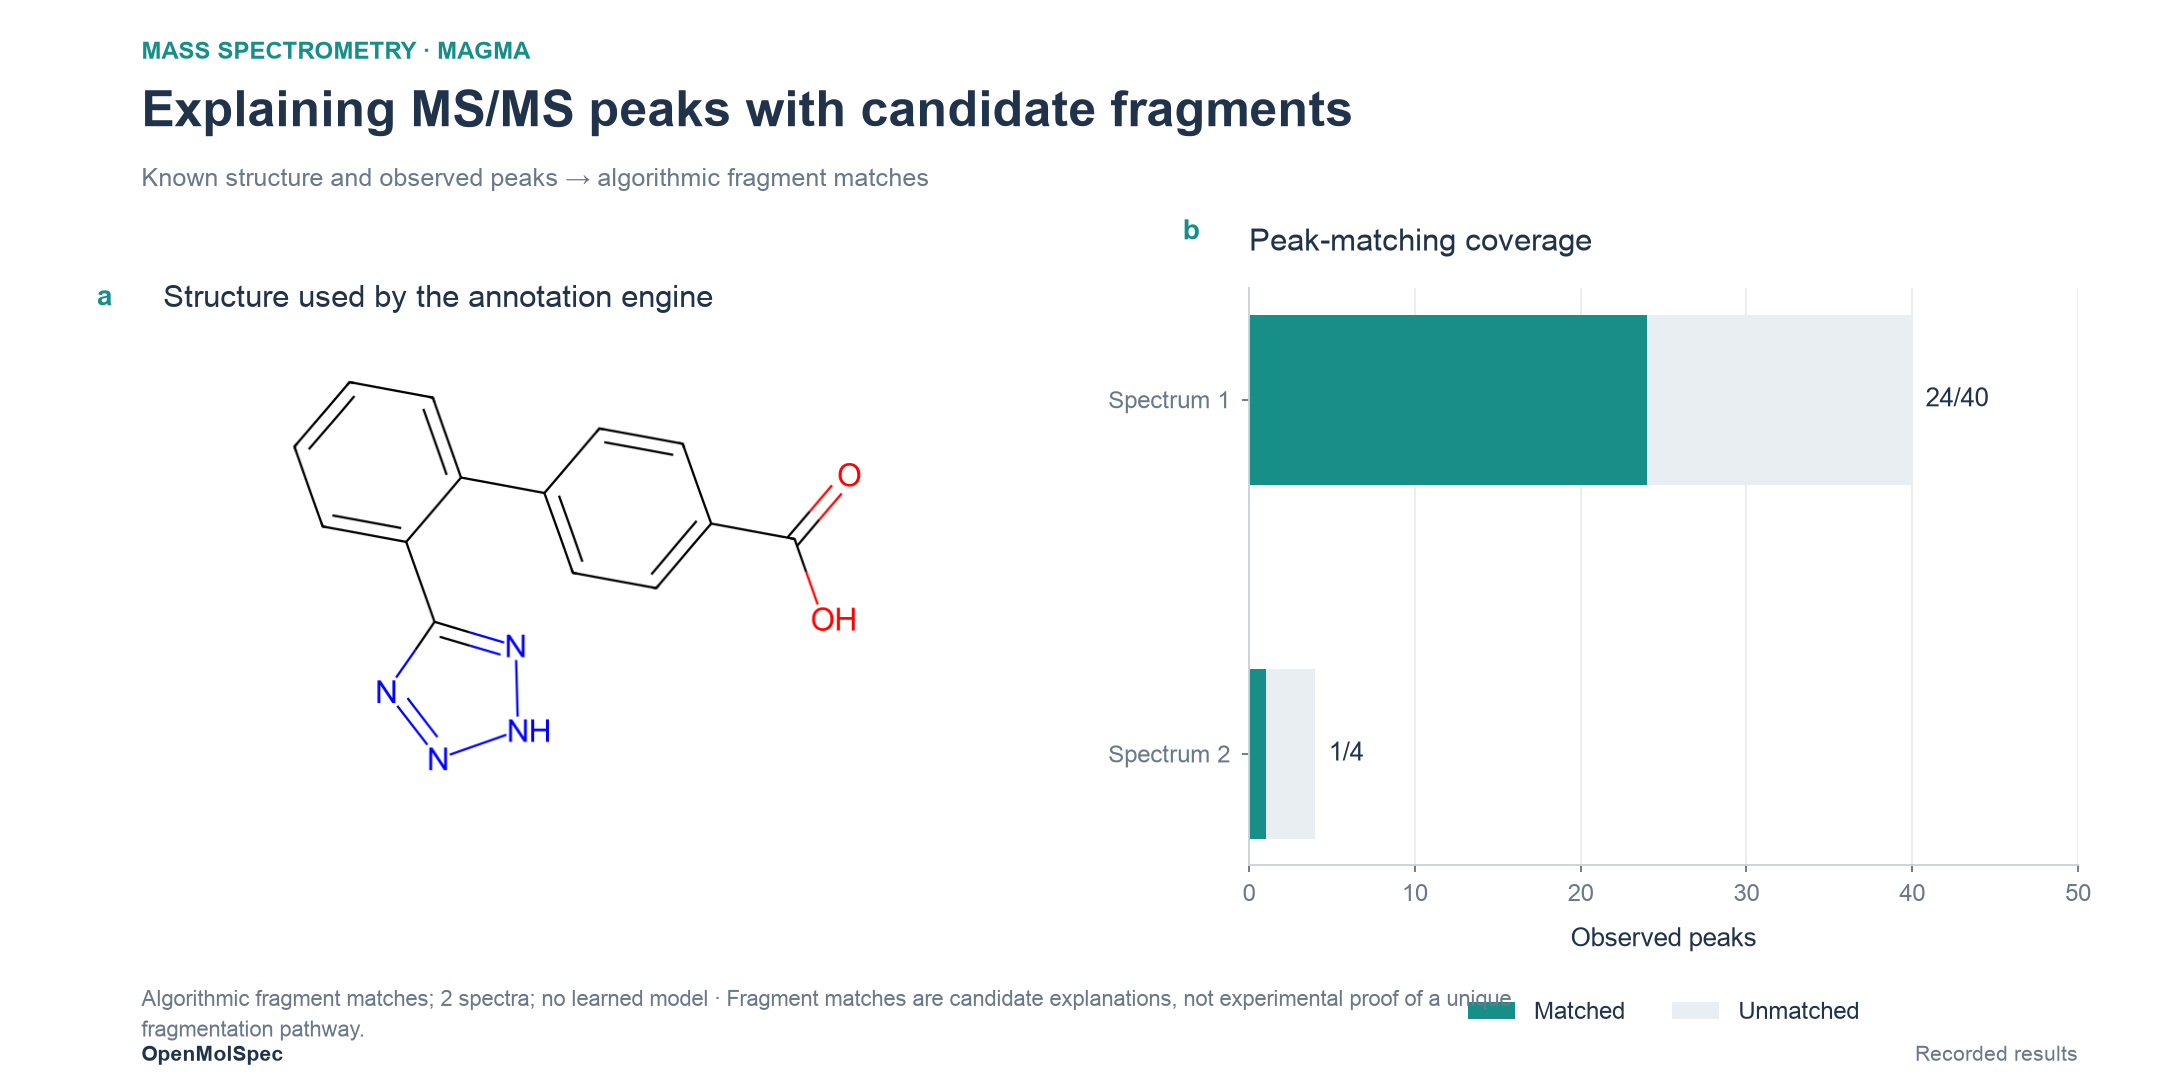 MASS SPECTROMETRY · MAGMA
Explaining MS/MS peaks with candidate fragments
Known structure and observed peaks → algorithmic fragment matches
a
Structure used by the annotation engine
O
OH
N
N
NH
N
b
Peak-matching coverage
Spectrum 1
24/40
Spectrum 2
1/4
0 10 20 30 40 50
Observed peaks
Matched
Unmatched
Algorithmic fragment matches; 2 spectra; no learned model · Fragment matches are candidate explanations, not experimental proof of a unique
fragmentation pathway.
OpenMolSpec
Recorded results